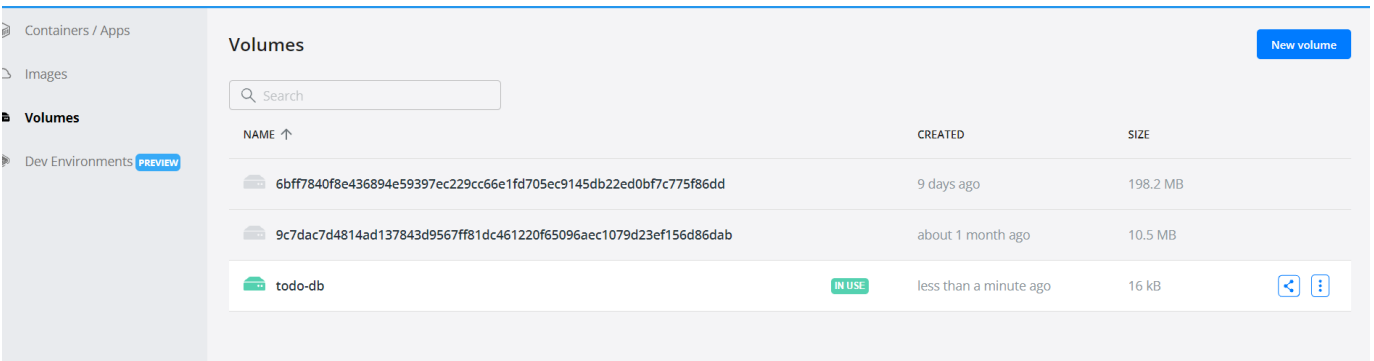 Containers / Apps
Images
Volumes
Dev Environments PREVIEW
Volumes
New volume
Search
NAME CREATED SIZE
6bff7840f8e436894e59397ec229cc66e1fd705ec9145db22ed0bf7c775f86dd 9 days ago 198.2 MB
9c7dac7d4814ad137843d9567ff81dc461220f65096aec1079d23ef156d86dab about 1 month ago 10.5 MB
todo-db IN USE less than a minute ago 16 kB